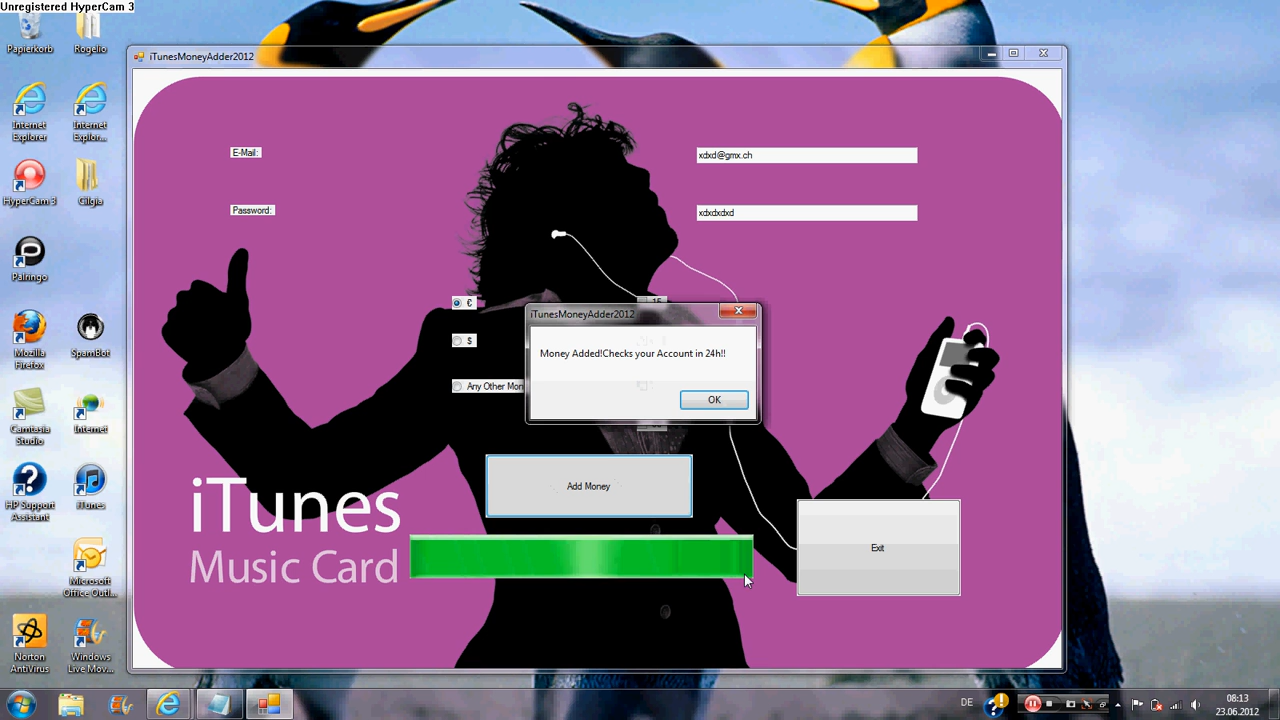 Unregistered HyperCam 3
Papierkorb
Rogelio
iTunesMoneyAdder2012
Internet Explorer
Internet Explor...
E-Mail:
xdxd@gmx.ch
HyperCam 3
Gilgia
Password:
xdxdxdxd
Palringo
€
15
iTunesMoneyAdder2012
Mozilla Firefox
SpamBot
$
Money Added!Checks your Account in 24h!!
Any Other Mon
OK
Camtasia Studio
Internet
HP Support Assistant
iTunes
Add Money
iTunes
Music Card
Exit
Microsoft Office Outl...
Norton AntiVirus
Windows Live Mov...
DE
08:13
23.06.2012